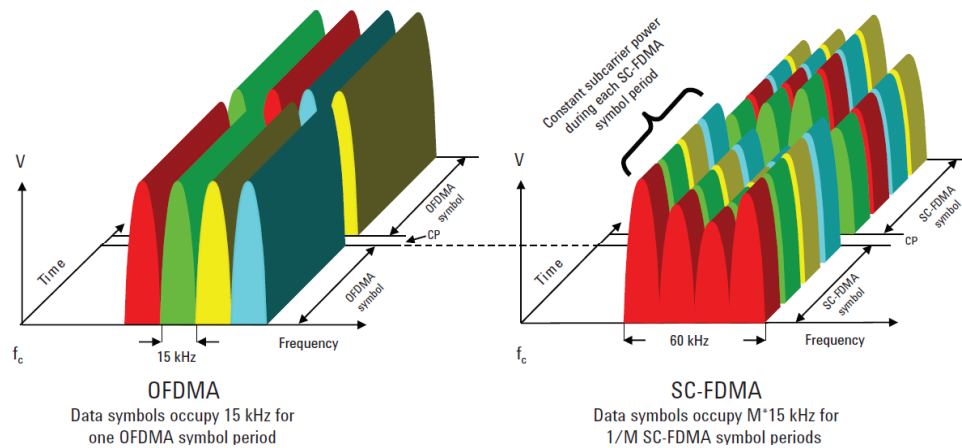 Constant subcarrier power
during each SC-FDMA
symbol period
V
Time
OFDMA
symbol
CP
OFDMA
symbol
Frequency
15 kHz
fc
OFDMA
Data symbols occupy 15 kHz for
one OFDMA symbol period
V
Time
SC-FDMA
symbol
CP
SC-FDMA
symbol
Frequency
60 kHz
fc
SC-FDMA
Data symbols occupy M*15 kHz for
1/M SC-FDMA symbol periods